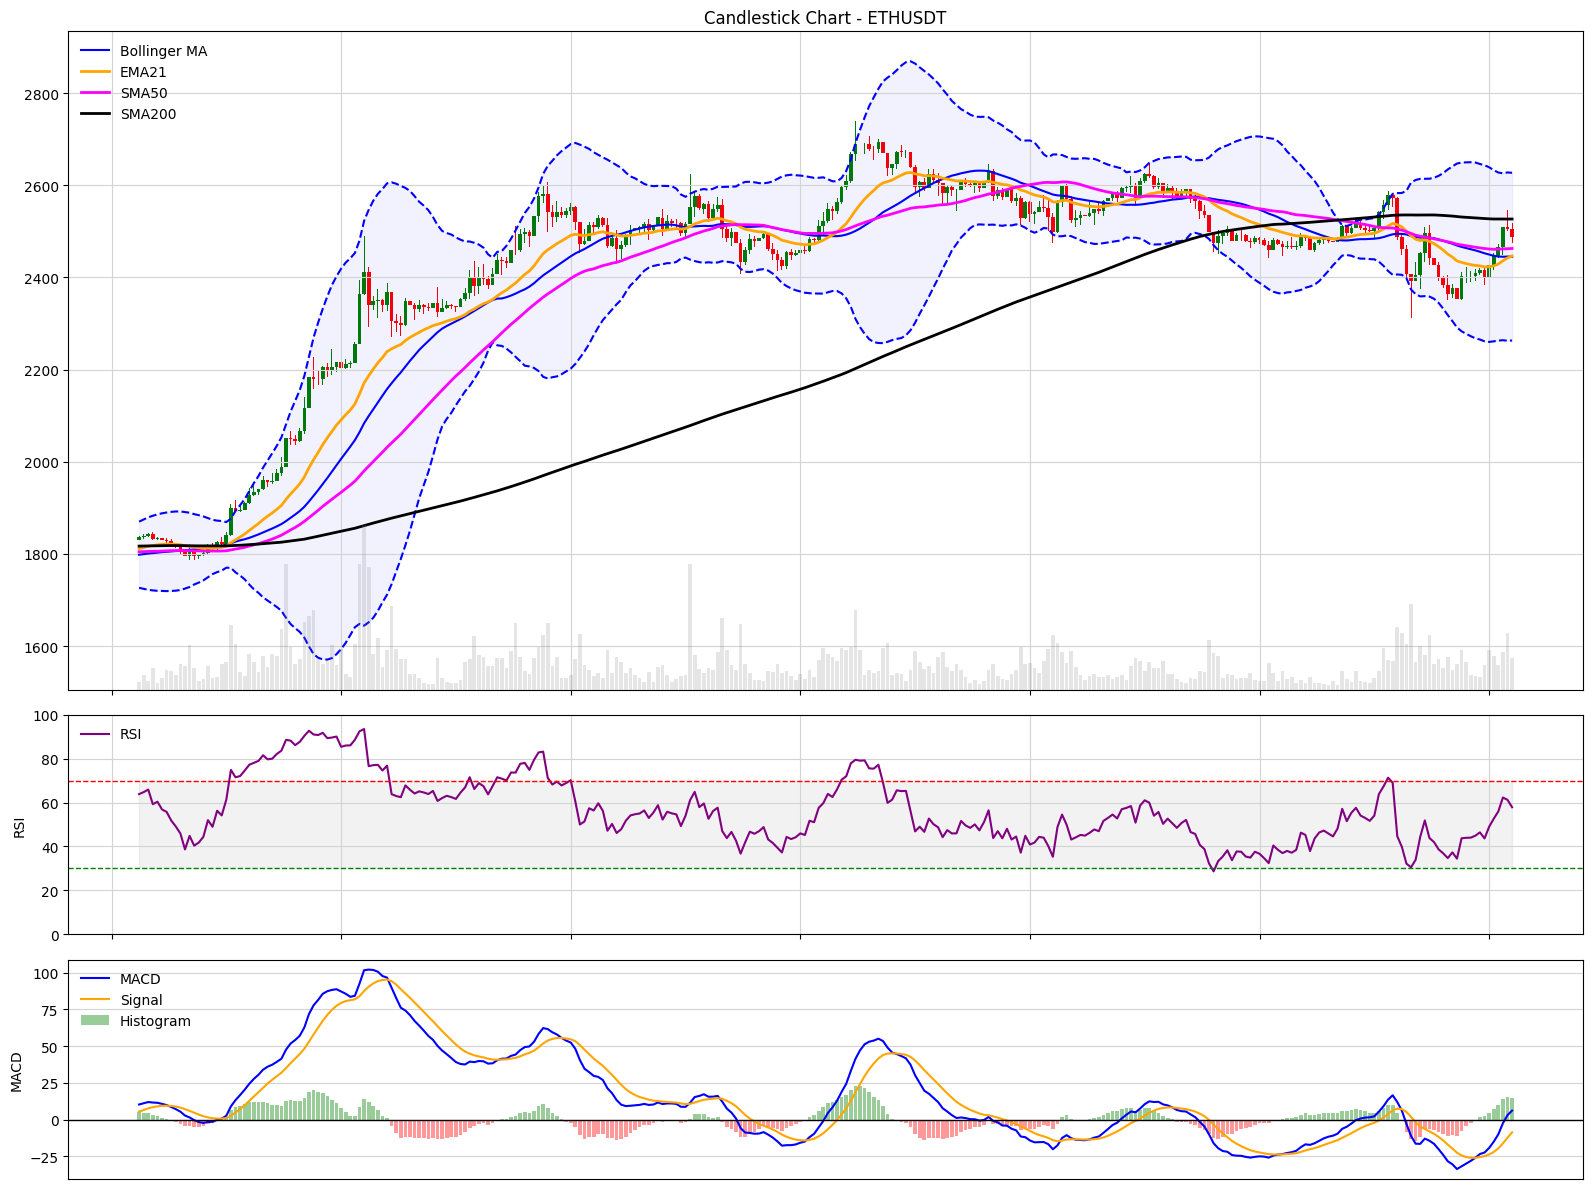 Candlestick Chart - ETHUSDT
Bollinger MA
EMA21
SMA50
SMA200
2800
2600
2400
2200
2000
1800
1600
RSI
100
80
60
40
20
0
RSI
MACD
Signal
Histogram
100
75
50
25
0
−25
MACD